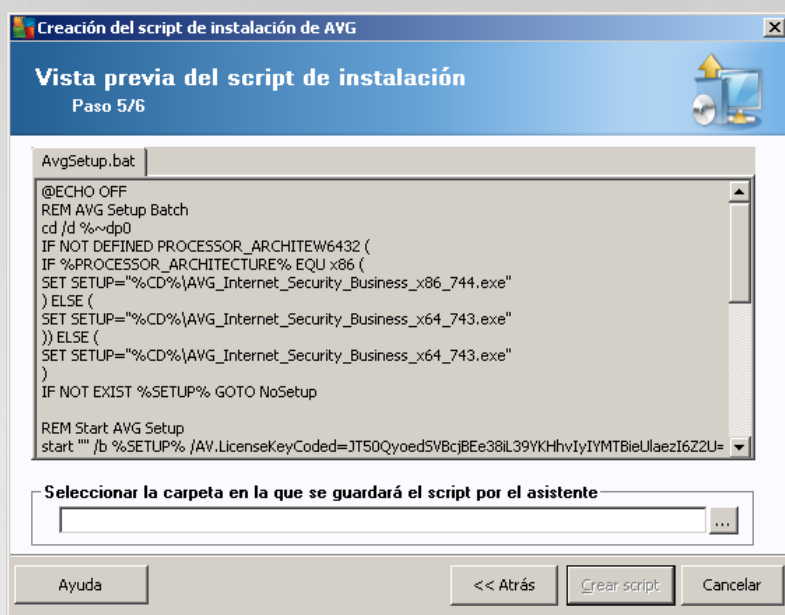 Creación del script de instalación de AVG
Vista previa del script de instalación
Paso 5/6
AvgSetup.bat
@ECHO OFF
REM AVG Setup Batch
cd /d %~dp0
IF NOT DEFINED PROCESSOR_ARCHITEW6432 (
IF %PROCESSOR_ARCHITECTURE% EQU x86 (
SET SETUP="%CD%\AVG_Internet_Security_Business_x86_744.exe"
) ELSE (
SET SETUP="%CD%\AVG_Internet_Security_Business_x64_743.exe"
)) ELSE (
SET SETUP="%CD%\AVG_Internet_Security_Business_x64_743.exe"
)
IF NOT EXIST %SETUP% GOTO NoSetup
REM Start AVG Setup
start "" /b %SETUP% /AV.LicenseKeyCoded=JT50QyoedSVBcjBEe38iL39YKHhvIyIYMTBieUlaezI6Z2U=
Seleccionar la carpeta en la que se guardará el script por el asistente
...
Ayuda
<< Atrás
Crear script
Cancelar